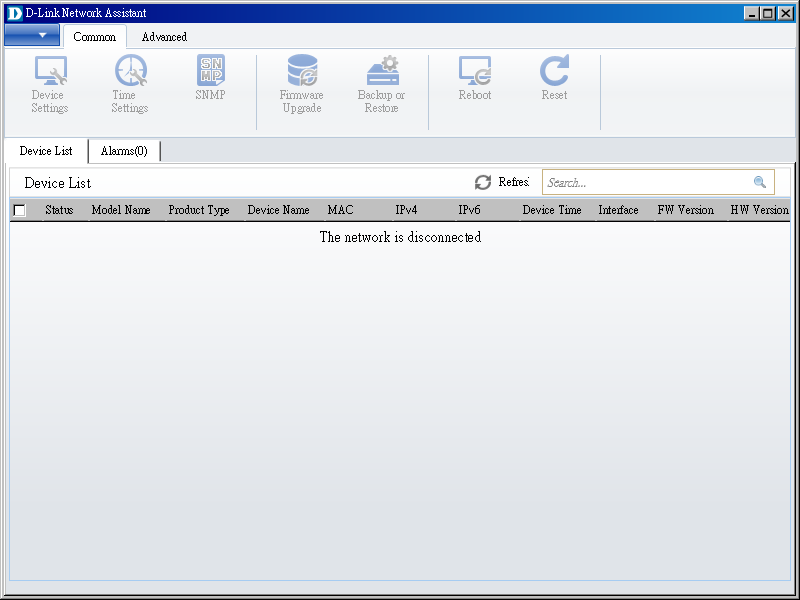 D-Link Network Assistant
Common Advanced
Device Settings
Time Settings
SNMP
Firmware Upgrade
Backup or Restore
Reboot
Reset
Device List Alarms(0)
Device List Refres Search...
Status Model Name Product Type Device Name MAC IPv4 IPv6 Device Time Interface FW Version HW Version
The network is disconnected